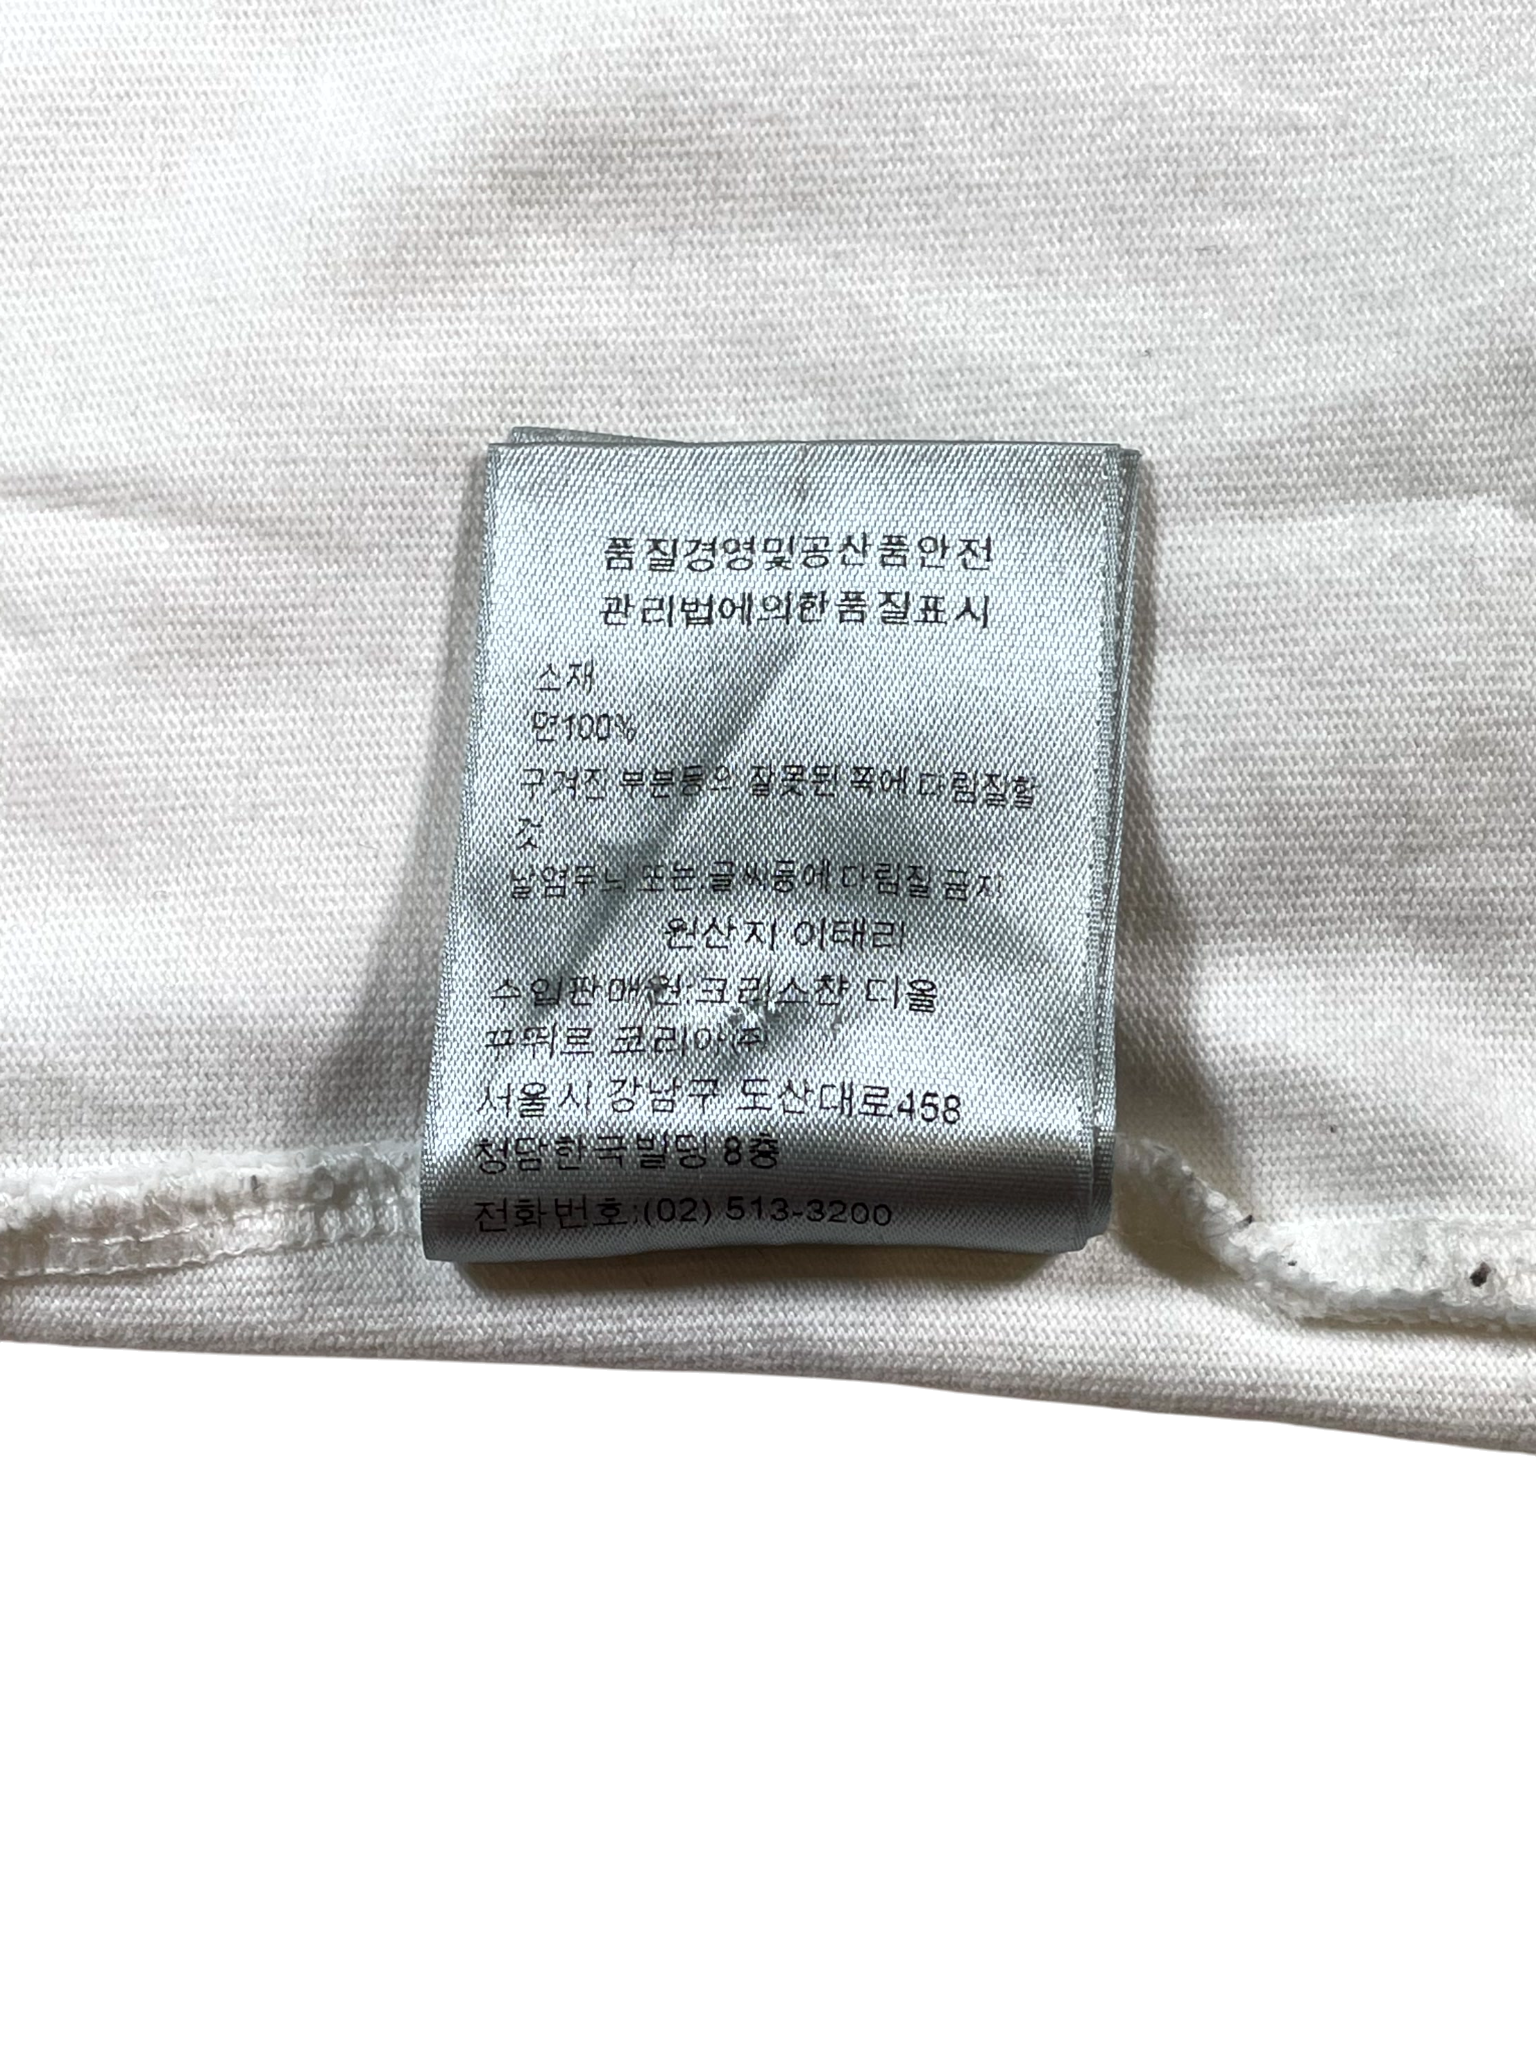 품질경영및공산품안전
관리법에의한품질표시
소재
면100%
구겨진 부분등의 잘못된 쪽에 다림질할
것
날염무늬 또는 글씨등에 다림질 금지
원산지 이태리
수입판매원:크리스챤 디올
꾸뛰르 코리아(주)
서울시 강남구 도산대로458
청담한국빌딩 8층
전화번호:(02) 513-3200